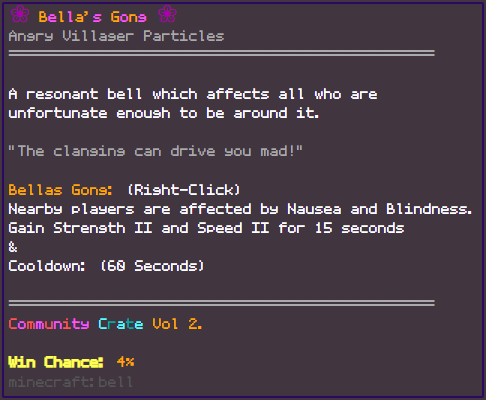 ❀ Bella's Gong ❀
Angry Villager Particles

A resonant bell which affects all who are
unfortunate enough to be around it.

"The clanging can drive you mad!"

Bellas Gong: (Right-Click)
Nearby players are affected by Nausea and Blindness.
Gain Strength II and Speed II for 15 seconds
&
Cooldown: (60 Seconds)

Community Crate Vol 2.

Win Chance: 4%
minecraft:bell